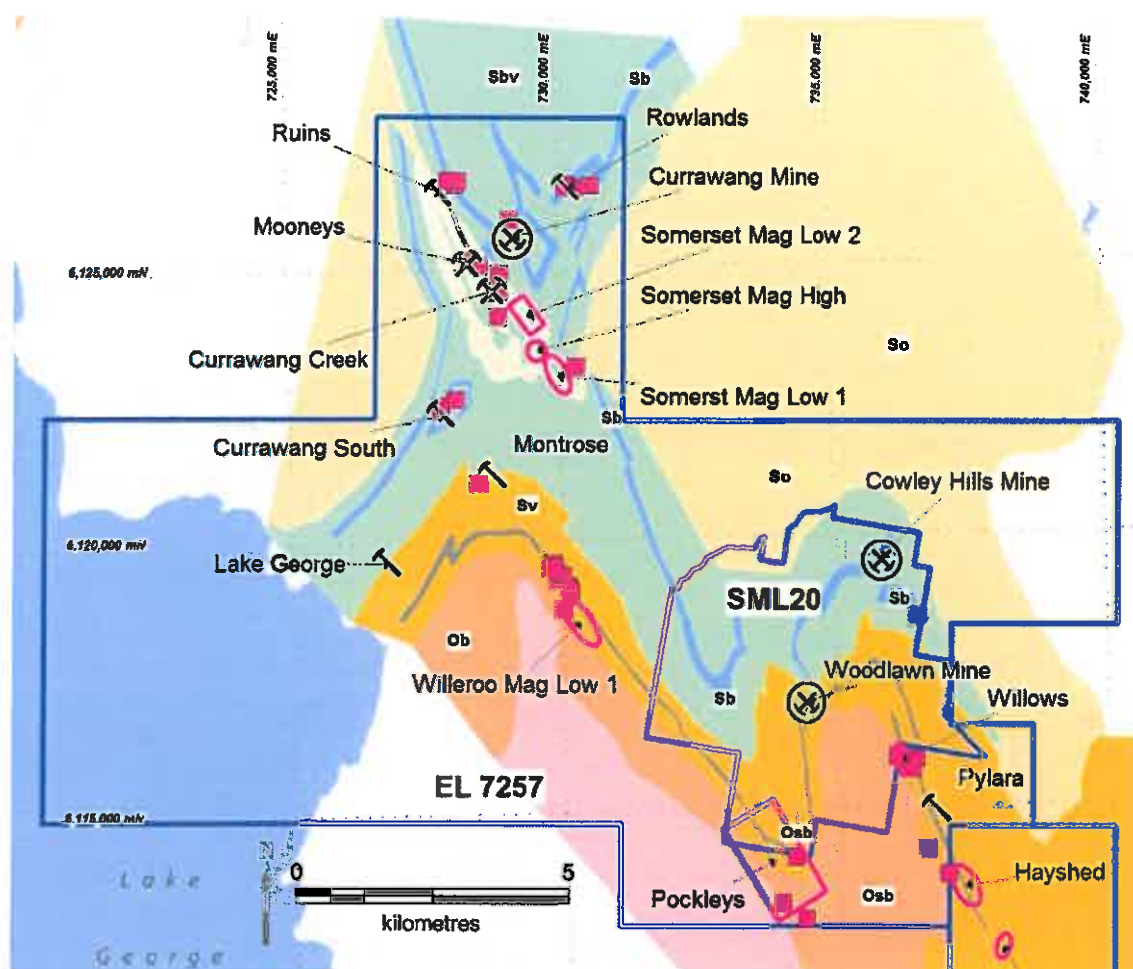 725,000 mE
730,000 mE
735,000 mE
740,000 mE
Sbv
Sb
Ruins
Rowlands
Currawang Mine
Mooneys
Somerset Mag Low 2
6,125,000 mN
Somerset Mag High
Currawang Creek
So
Somerst Mag Low 1
Sb
Currawang South
Montrose
So
Cowley Hills Mine
Sv
6,120,000 mN
Lake George
SML20
Sb
Ob
Woodlawn Mine
Willeroo Mag Low 1
Sb
Willows
EL 7257
Pylara
6,115,000 mN
Osb
0
5
Lake
Hayshed
Pockleys
Osb
kilometres
George